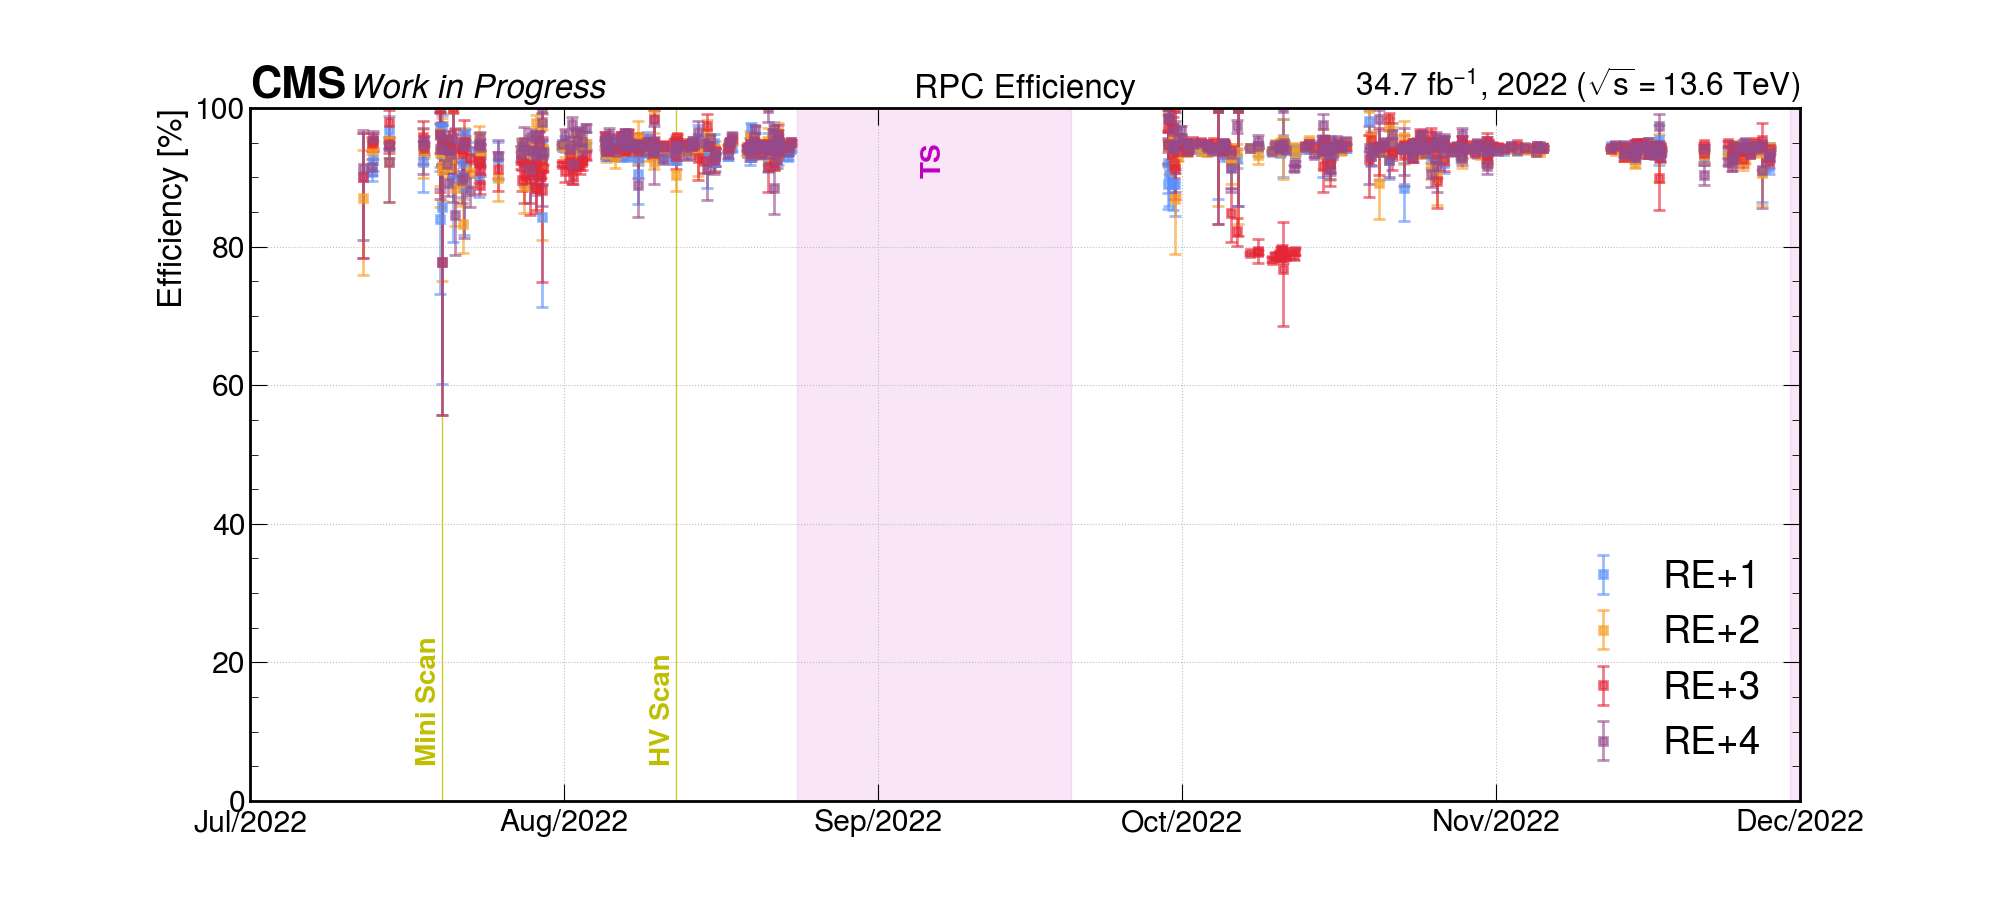 CMS Work in Progress RPC Efficiency 34.7 fb⁻¹, 2022 (√s = 13.6 TeV)
Efficiency [%]
100
80
60
40
20
0
TS
Mini Scan
HV Scan
RE+1
RE+2
RE+3
RE+4
Jul/2022 Aug/2022 Sep/2022 Oct/2022 Nov/2022 Dec/2022